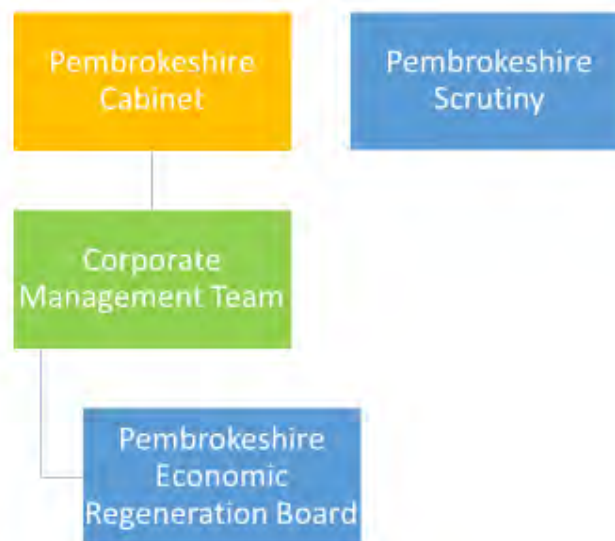 Pembrokeshire
Cabinet
Pembrokeshire
Scrutiny
Corporate
Management Team
Pembrokeshire
Economic
Regeneration Board